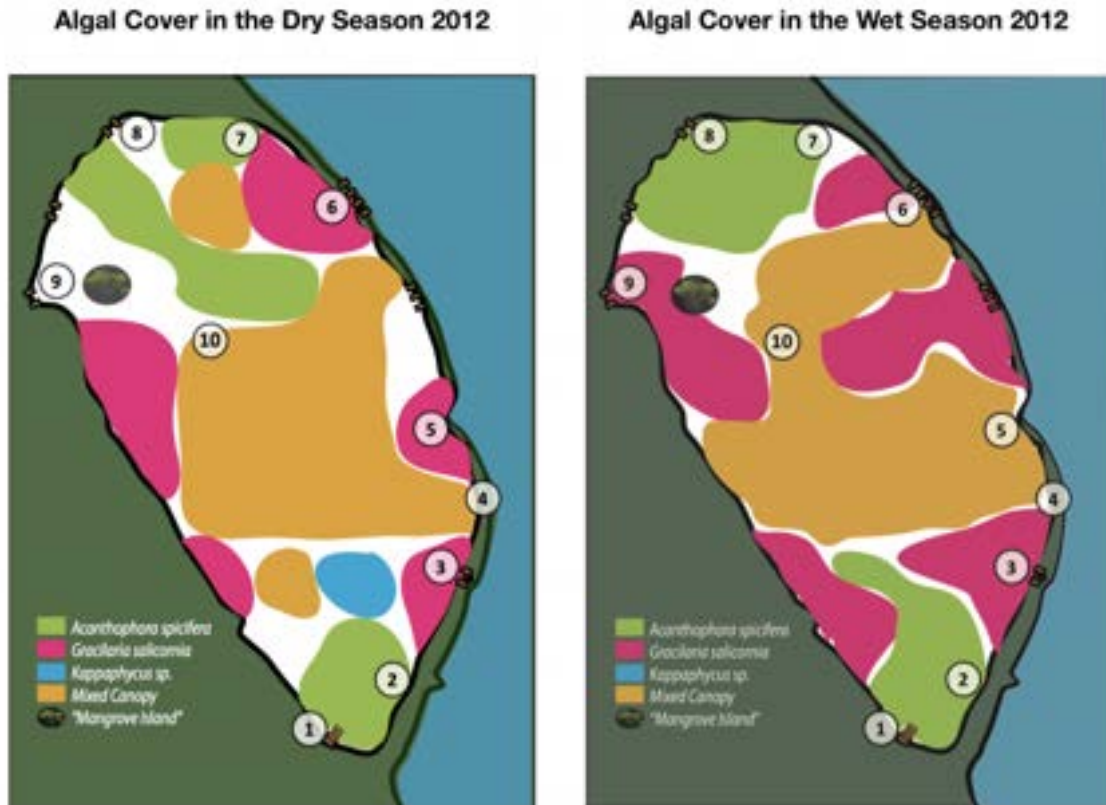 Algal Cover in the Dry Season 2012
8
7
6
9
10
5
4
3
2
1
Acanthophora spicifera
Gracilaria salicornia
Kappaphycus sp.
Mixed Canopy
"Mangrove Island"
Algal Cover in the Wet Season 2012
8
7
6
9
10
5
4
3
2
1
Acanthophora spicifera
Gracilaria salicornia
Kappaphycus sp.
Mixed Canopy
"Mangrove Island"